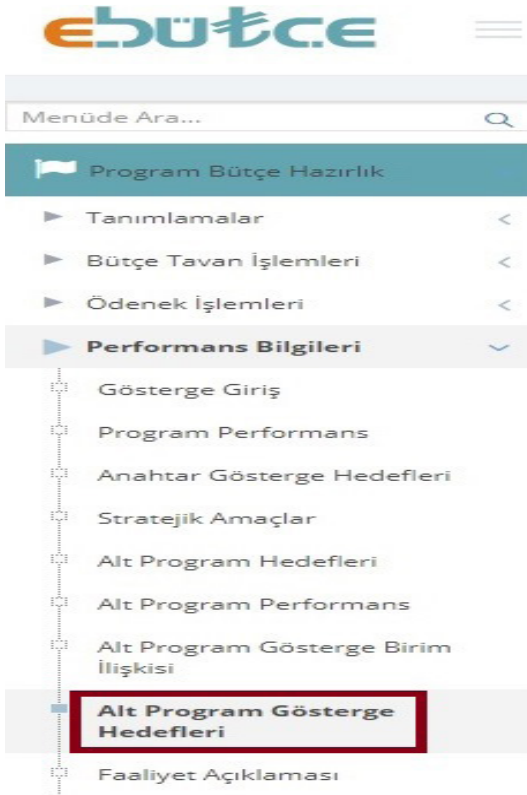 ebütçe
Menüde Ara...
Program Bütçe Hazırlık
Tanımlamalar
Bütçe Tavan İşlemleri
Ödenek İşlemleri
Performans Bilgileri
Gösterge Giriş
Program Performans
Anahtar Gösterge Hedefleri
Stratejik Amaçlar
Alt Program Hedefleri
Alt Program Performans
Alt Program Gösterge Birim
İlişkisi
Alt Program Gösterge
Hedefleri
Faaliyet Açıklaması